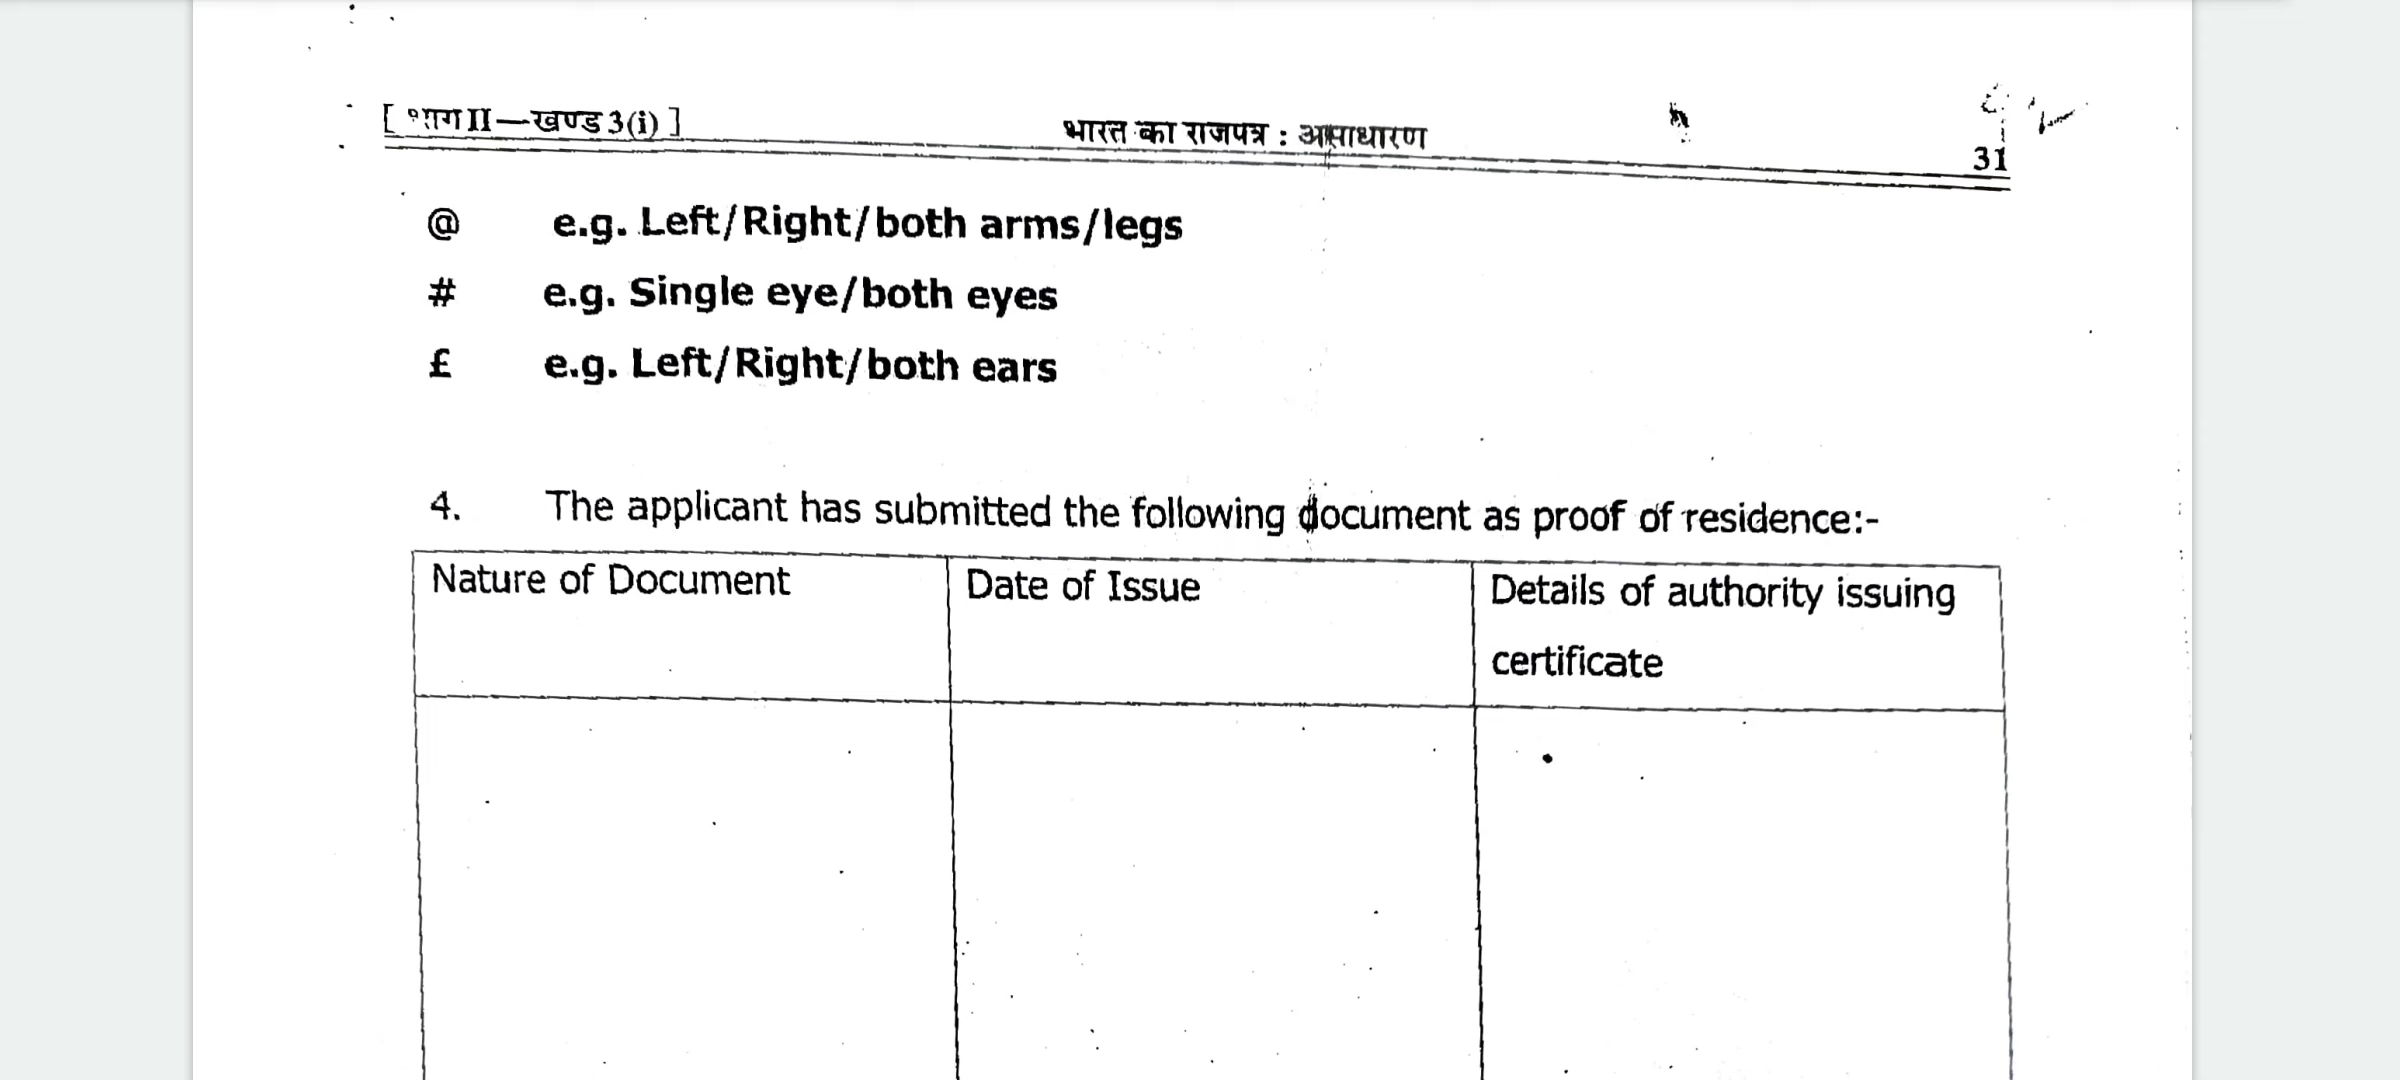 [ भाग II—खण्ड 3(i) ]
भारत का राजपत्र : असाधारण
31
@ e.g. Left/Right/both arms/legs
# e.g. Single eye/both eyes
£ e.g. Left/Right/both ears
4. The applicant has submitted the following document as proof of residence:-
Nature of Document
Date of Issue
Details of authority issuing
certificate